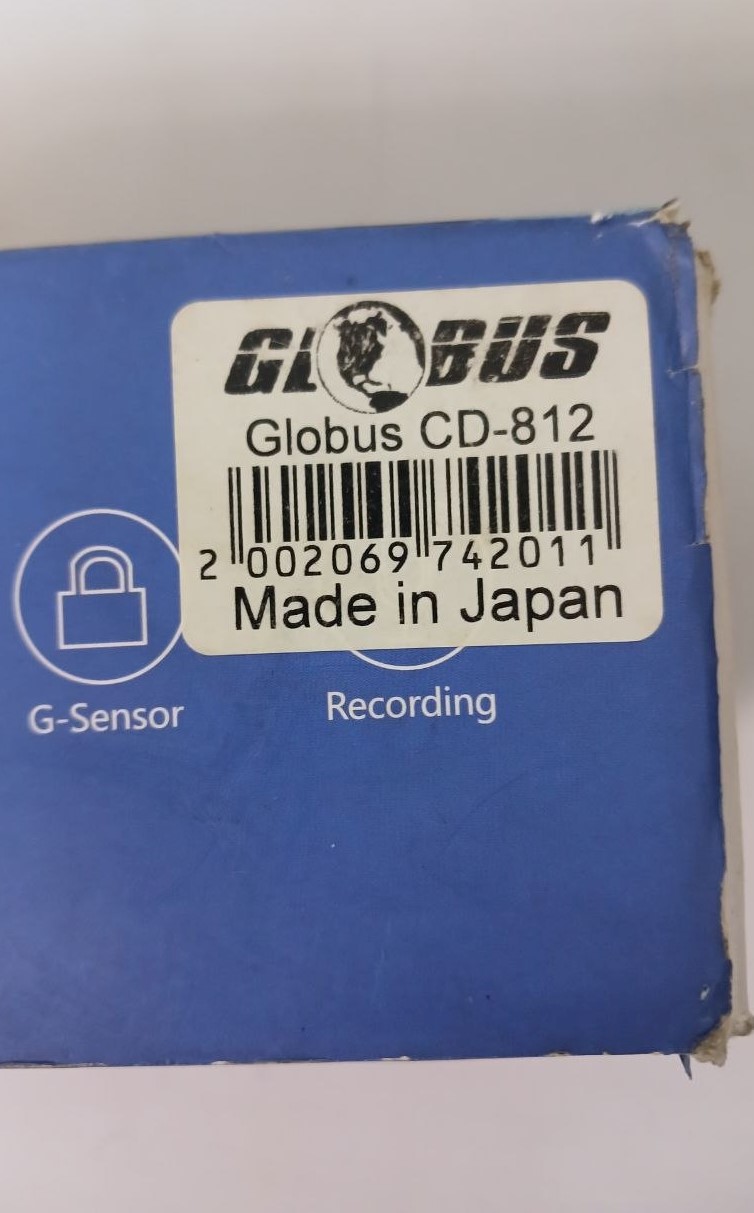 GLOBUS
Globus CD-812
2 002069 742011
Made in Japan
G-Sensor
Recording